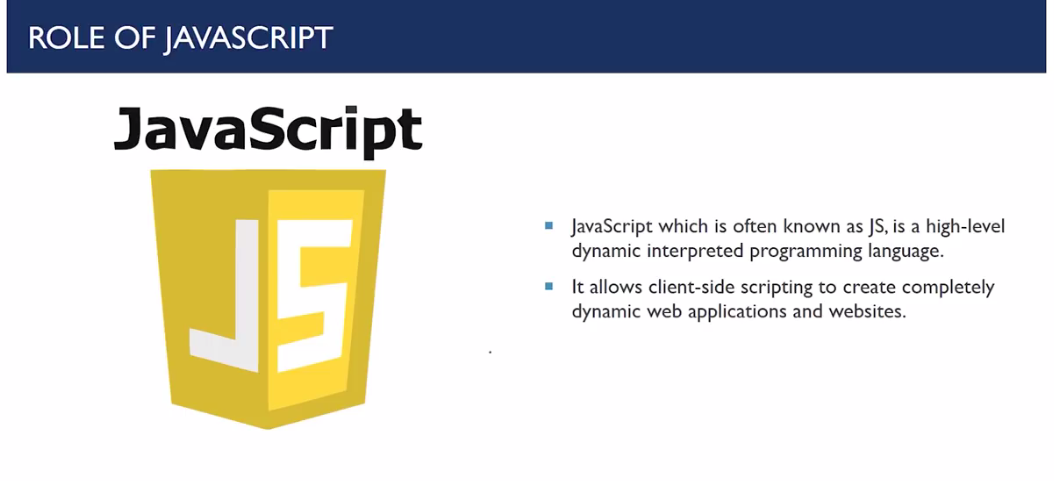 ROLE OF JAVASCRIPT
JavaScript
JS
JavaScript which is often known as JS, is a high-level
dynamic interpreted programming language.
It allows client-side scripting to create completely
dynamic web applications and websites.